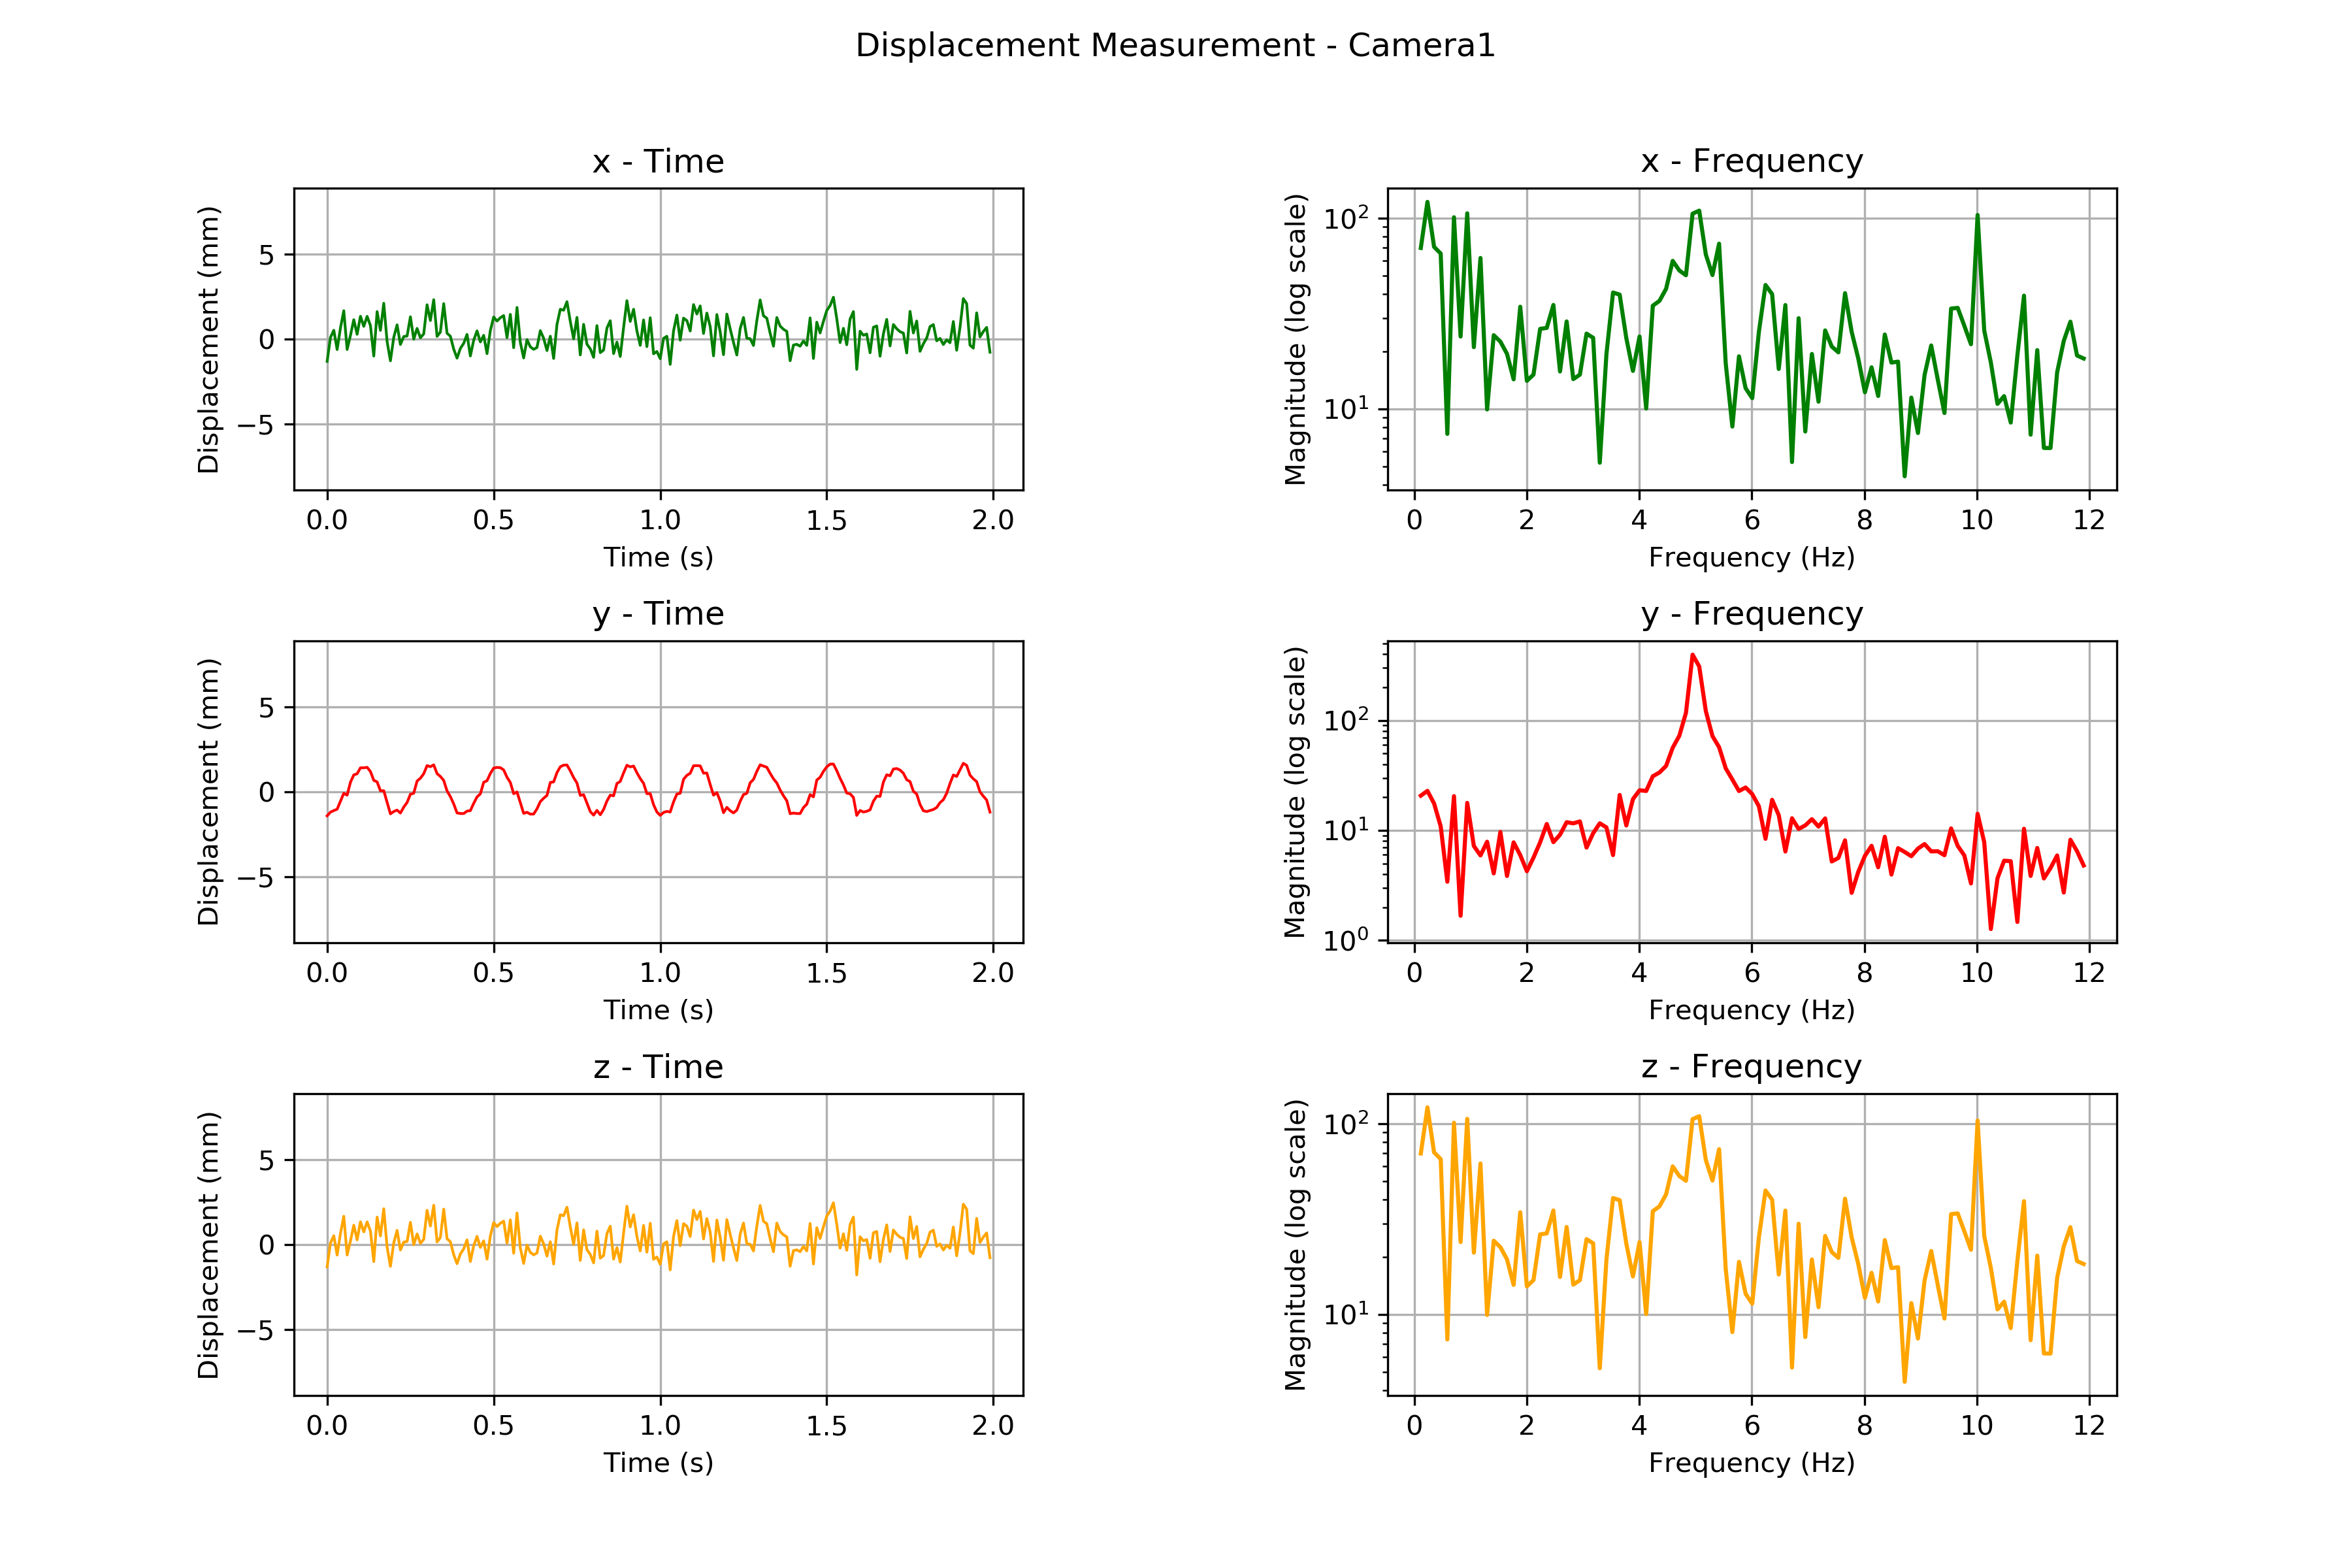 Displacement Measurement - Camera1
x - Time
Displacement (mm)
5
0
−5
0.0 0.5 1.0 1.5 2.0
Time (s)
x - Frequency
Magnitude (log scale)
10²
10¹
0 2 4 6 8 10 12
Frequency (Hz)
y - Time
Displacement (mm)
5
0
−5
0.0 0.5 1.0 1.5 2.0
Time (s)
y - Frequency
Magnitude (log scale)
10²
10¹
10⁰
0 2 4 6 8 10 12
Frequency (Hz)
z - Time
Displacement (mm)
5
0
−5
0.0 0.5 1.0 1.5 2.0
Time (s)
z - Frequency
Magnitude (log scale)
10²
10¹
0 2 4 6 8 10 12
Frequency (Hz)